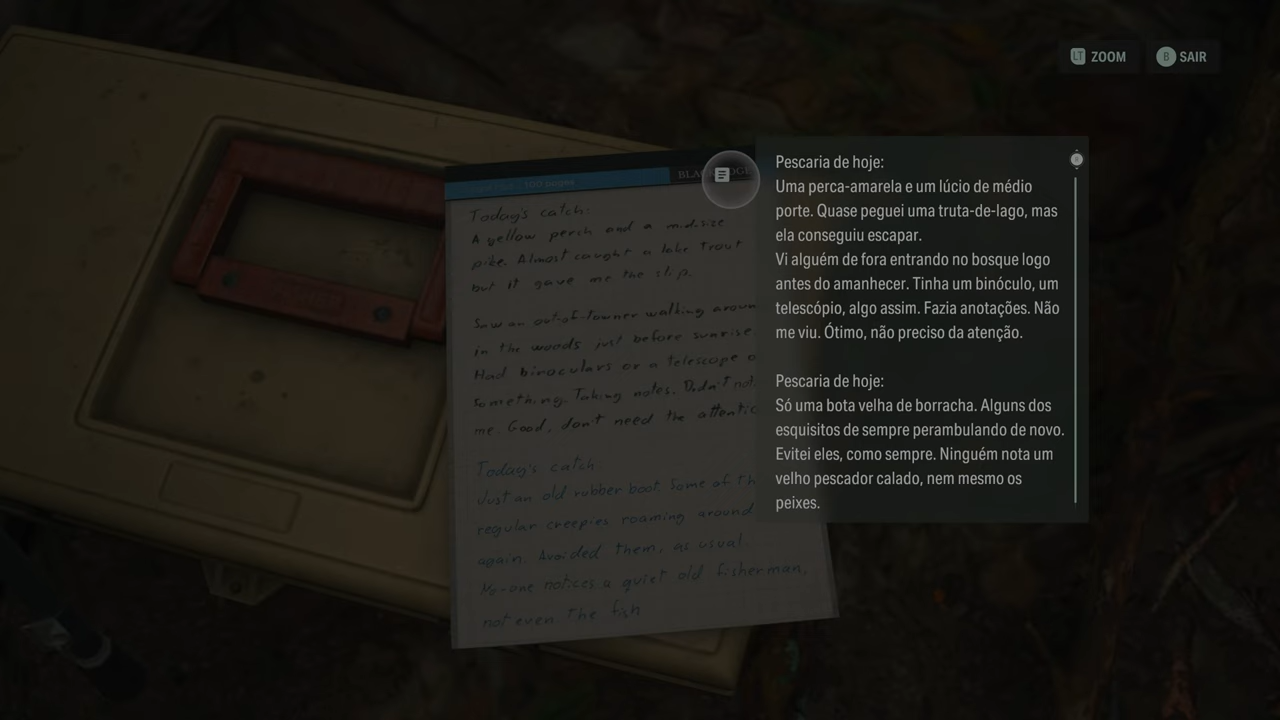 LT ZOOM
B SAIR
100 pages
Today's catch:
A yellow perch and a mid-size
pike. Almost caught a lake trout
but it gave me the slip.
Saw an out-of-towner walking aroun
in the woods just before sunrise.
Had binoculars or a telescope o
something. Taking notes. Didn't not
me. Good, don't need the attentio
Today's catch
Just an old rubber boot. Some of th
regular creepies roaming around
again. Avoided them, as usual.
No-one notices a quiet old fisherman,
not even the fish
Pescaria de hoje:
Uma perca-amarela e um lúcio de médio
porte. Quase peguei uma truta-de-lago, mas
ela conseguiu escapar.
Vi alguém de fora entrando no bosque logo
antes do amanhecer. Tinha um binóculo, um
telescópio, algo assim. Fazia anotações. Não
me viu. Ótimo, não preciso da atenção.
Pescaria de hoje:
Só uma bota velha de borracha. Alguns dos
esquisitos de sempre perambulando de novo.
Evitei eles, como sempre. Ninguém nota um
velho pescador calado, nem mesmo os
peixes.